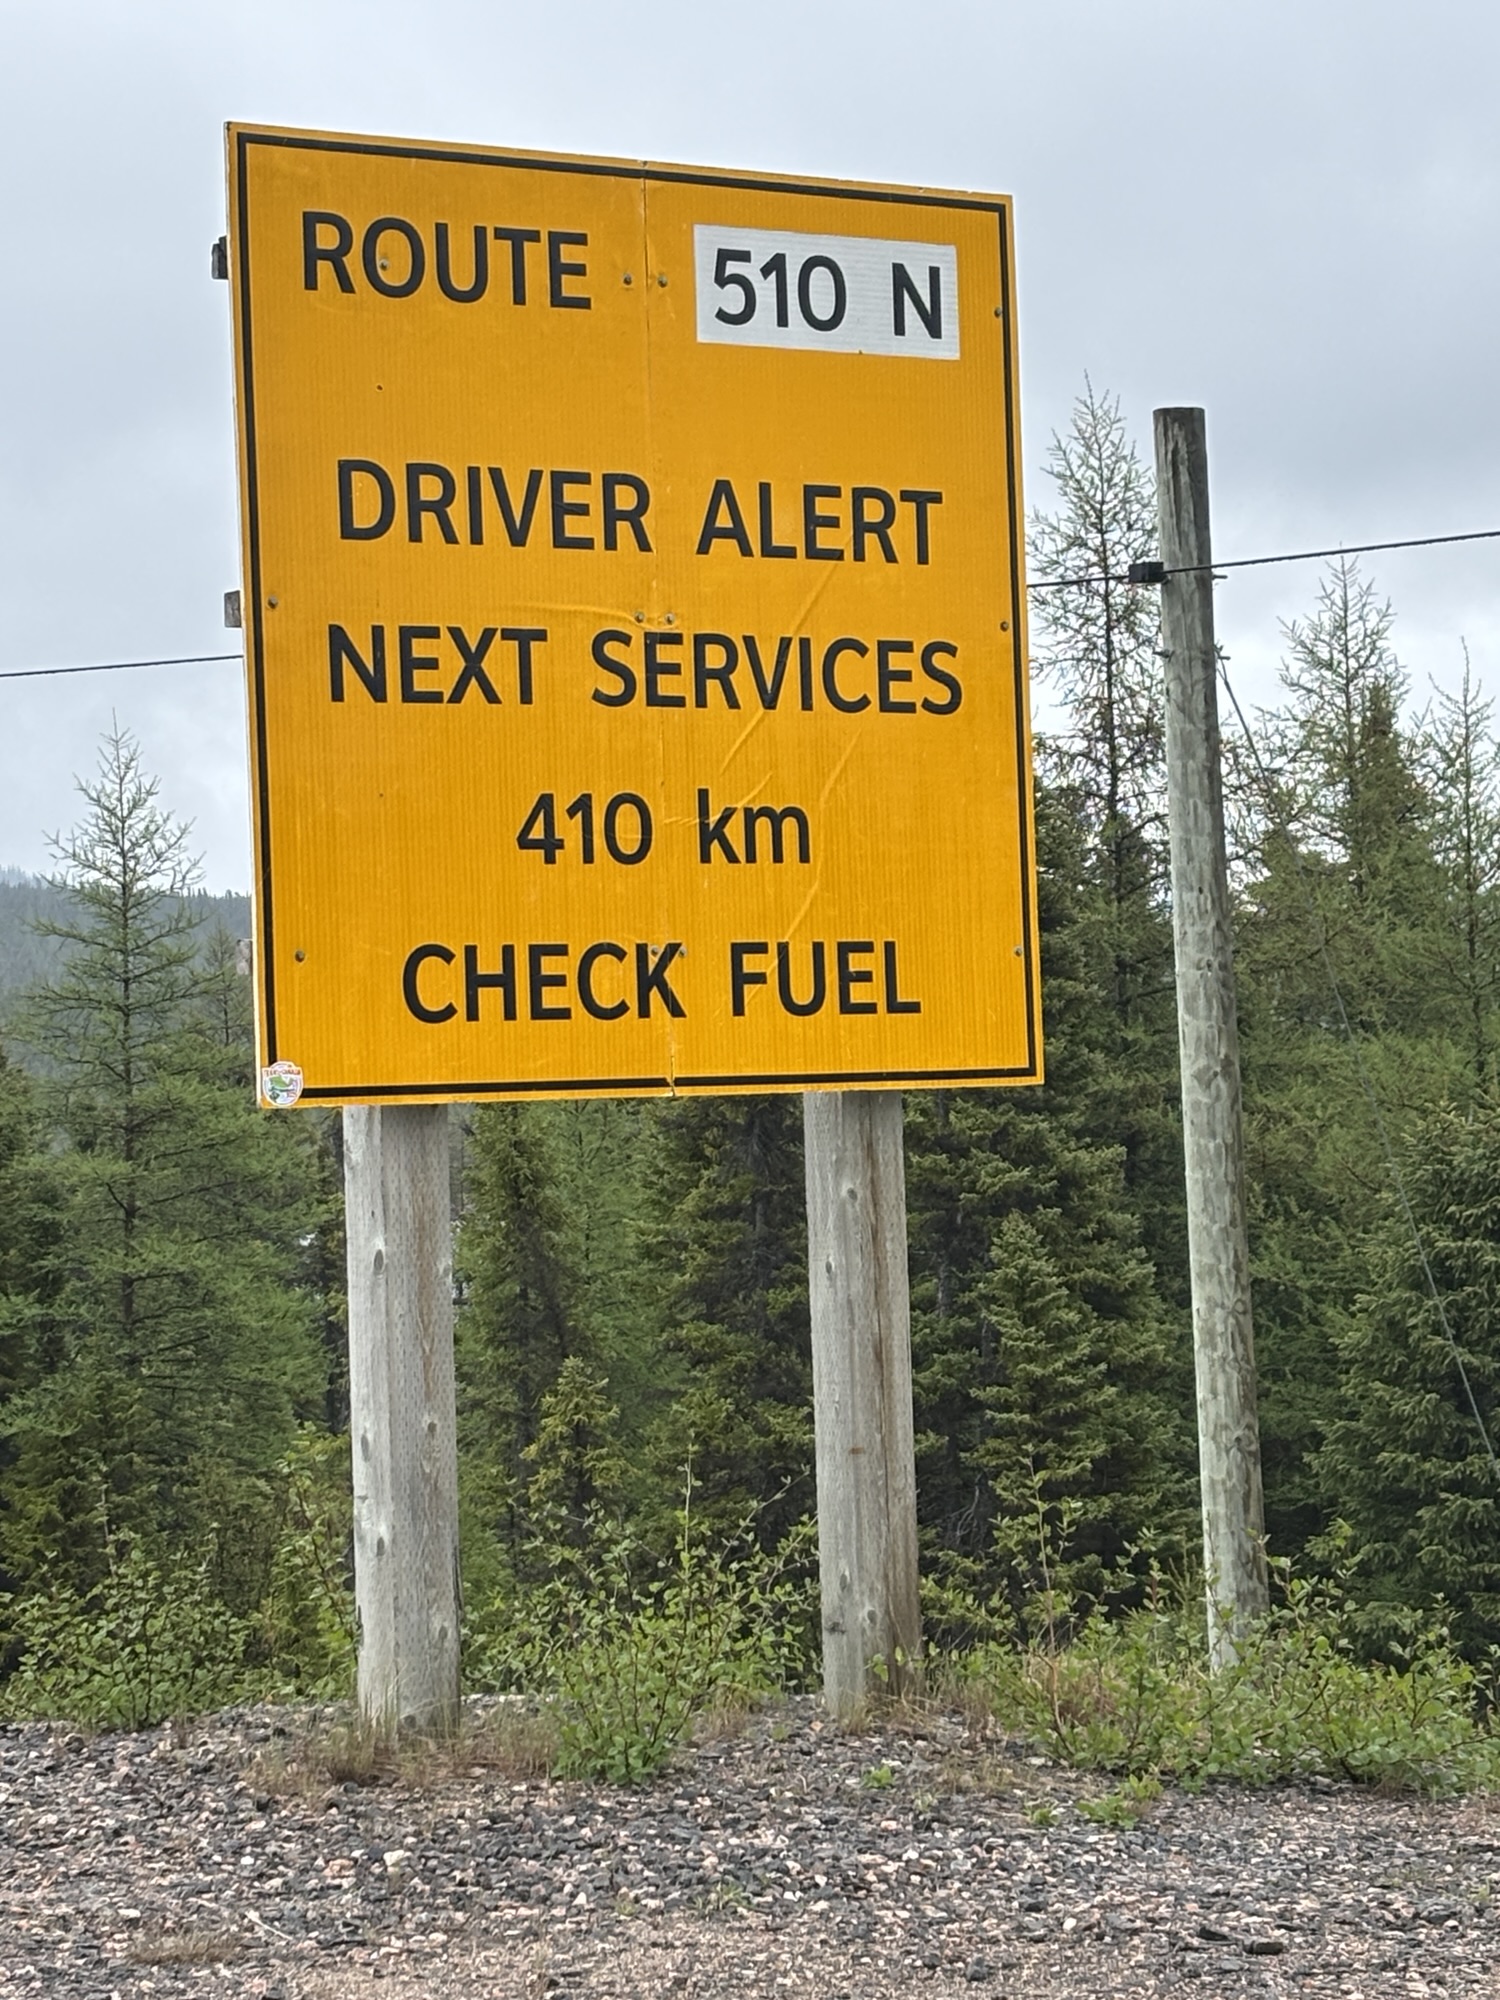 ROUTE 510 N
DRIVER ALERT
NEXT SERVICES
410 km
CHECK FUEL